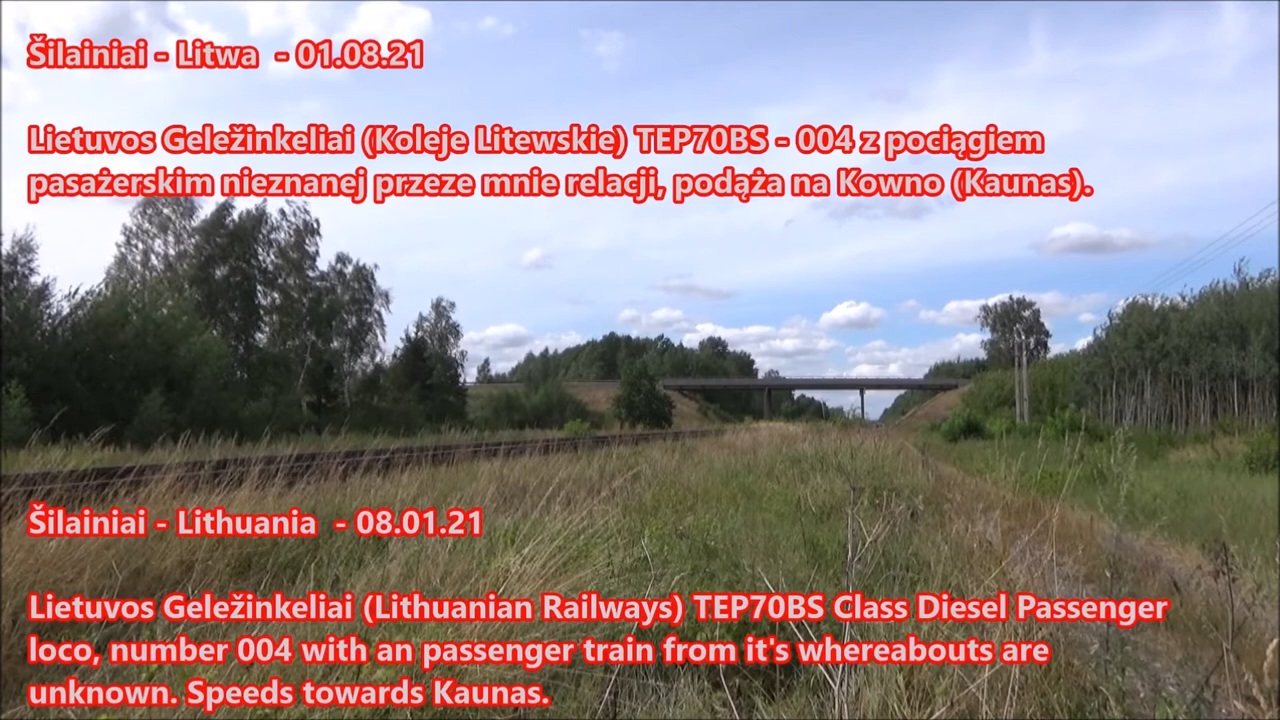 Šilainiai - Litwa - 01.08.21
Lietuvos Geležinkeliai (Koleje Litewskie) TEP70BS - 004 z pociągiem
pasażerskim nieznanej przeze mnie relacji, podąża na Kowno (Kaunas).
Šilainiai - Lithuania - 08.01.21
Lietuvos Geležinkeliai (Lithuanian Railways) TEP70BS Class Diesel Passenger
loco, number 004 with an passenger train from it's whereabouts are
unknown. Speeds towards Kaunas.